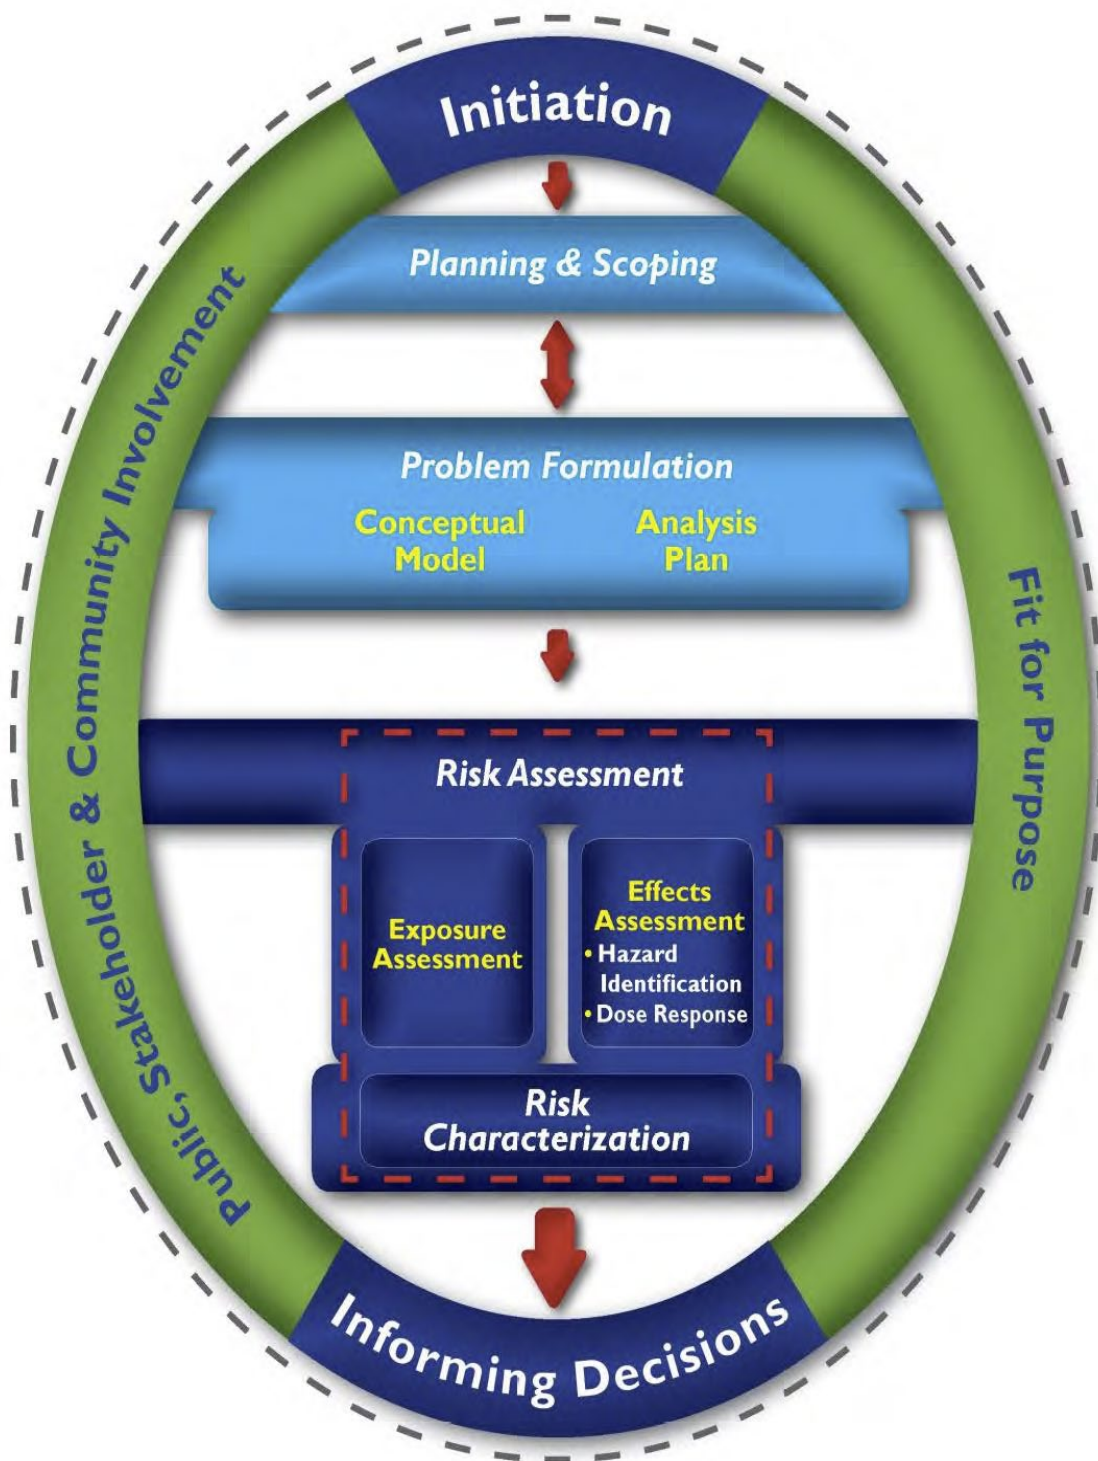 Initiation
Planning & Scoping
Problem Formulation
Conceptual
Model
Analysis
Plan
Public, Stakeholder & Community Involvement
Fit for Purpose
Risk Assessment
Exposure
Assessment
Effects
Assessment
• Hazard
Identification
• Dose Response
Risk
Characterization
Informing Decisions